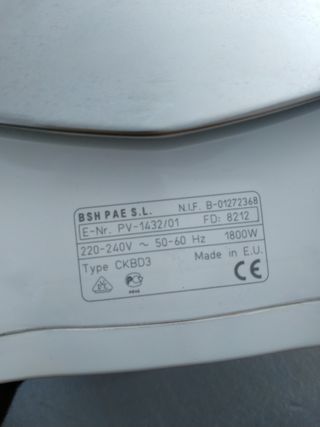 BSH PAE S.L. N.I.F. B-01272368
E-Nr. PV-1432/01 FD: 8212
220-240V ~ 50-60 Hz 1800W
Type CKBD3 Made in E.U.
CE